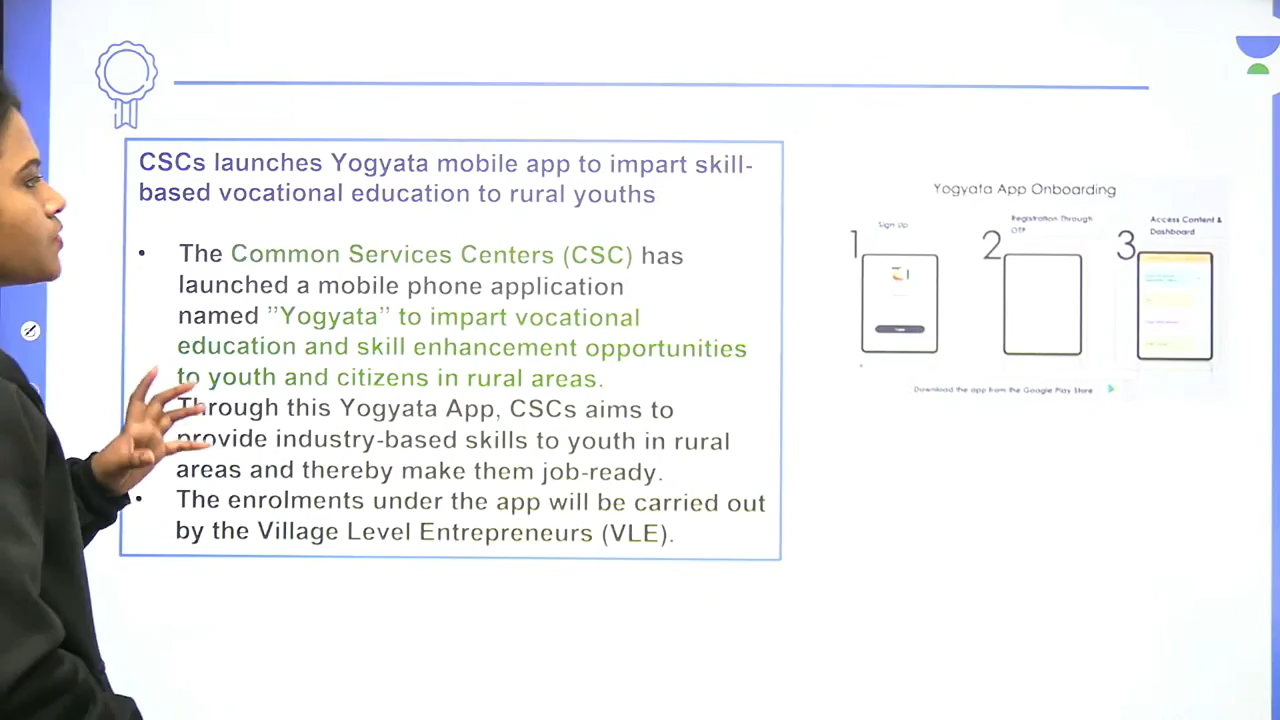 CSCs launches Yogyata mobile app to impart skill-
based vocational education to rural youths
• The Common Services Centers (CSC) has
launched a mobile phone application
named ”Yogyata” to impart vocational
education and skill enhancement opportunities
to youth and citizens in rural areas.
Through this Yogyata App, CSCs aims to
provide industry-based skills to youth in rural
areas and thereby make them job-ready.
• The enrolments under the app will be carried out
by the Village Level Entrepreneurs (VLE).
Yogyata App Onboarding
1 Sign Up
2 Registration Through
OTP
3 Access Content &
Dashboard
Download the app from the Google Play Store